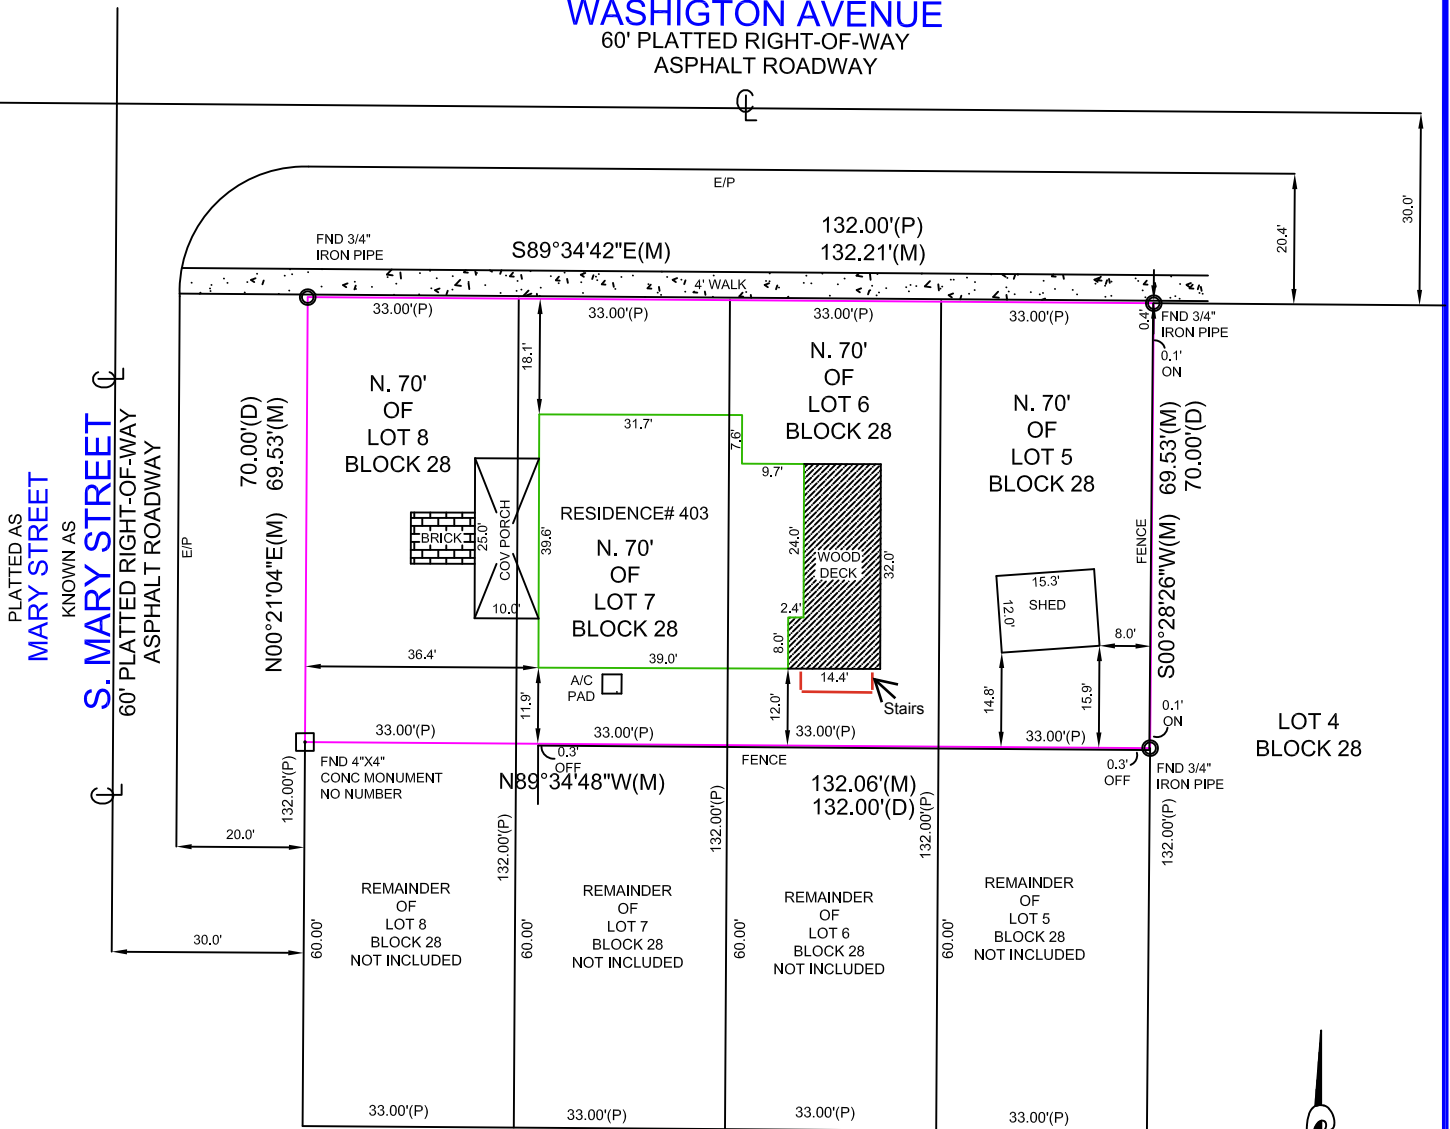 WASHIGTON AVENUE
60' PLATTED RIGHT-OF-WAY
ASPHALT ROADWAY
CL
E/P
30.0'
20.4'
132.00'(P)
S89°34'42"E(M)
132.21'(M)
FND 3/4"
IRON PIPE
4' WALK
33.00'(P)
33.00'(P)
33.00'(P)
33.00'(P)
0.4'
FND 3/4"
IRON PIPE
0.1'
ON
18.1'
N. 70'
OF
LOT 8
BLOCK 28
N. 70'
OF
LOT 6
BLOCK 28
N. 70'
OF
LOT 5
BLOCK 28
CL
PLATTED AS
MARY STREET
KNOWN AS
S. MARY STREET
60' PLATTED RIGHT-OF-WAY
ASPHALT ROADWAY
E/P
70.00'(D)
N00°21'04"E(M) 69.53'(M)
31.7'
7.6'
9.7'
RESIDENCE# 403
N. 70'
OF
LOT 7
BLOCK 28
BRICK
25.0'
COV PORCH
10.0'
39.6'
24.0'
WOOD
DECK
32.0'
2.4'
8.0'
39.0'
36.4'
14.4'
Stairs
A/C
PAD
11.9'
12.0'
15.3'
SHED
12.0'
8.0'
14.8'
15.9'
FENCE
S00°28'26"W(M) 69.53'(M)
70.00'(D)
0.1'
ON
LOT 4
BLOCK 28
33.00'(P)
33.00'(P)
33.00'(P)
33.00'(P)
0.3'
OFF
FENCE
0.3'
OFF
FND 4"X4"
CONC MONUMENT
NO NUMBER
N89°34'48"W(M)
132.06'(M)
132.00'(D)
FND 3/4"
IRON PIPE
CL
132.00'(P)
132.00'(P)
132.00'(P)
132.00'(P)
132.00'(P)
20.0'
30.0'
REMAINDER
OF
LOT 8
BLOCK 28
NOT INCLUDED
REMAINDER
OF
LOT 7
BLOCK 28
NOT INCLUDED
REMAINDER
OF
LOT 6
BLOCK 28
NOT INCLUDED
REMAINDER
OF
LOT 5
BLOCK 28
NOT INCLUDED
60.00'
60.00'
60.00'
60.00'
33.00'(P)
33.00'(P)
33.00'(P)
33.00'(P)